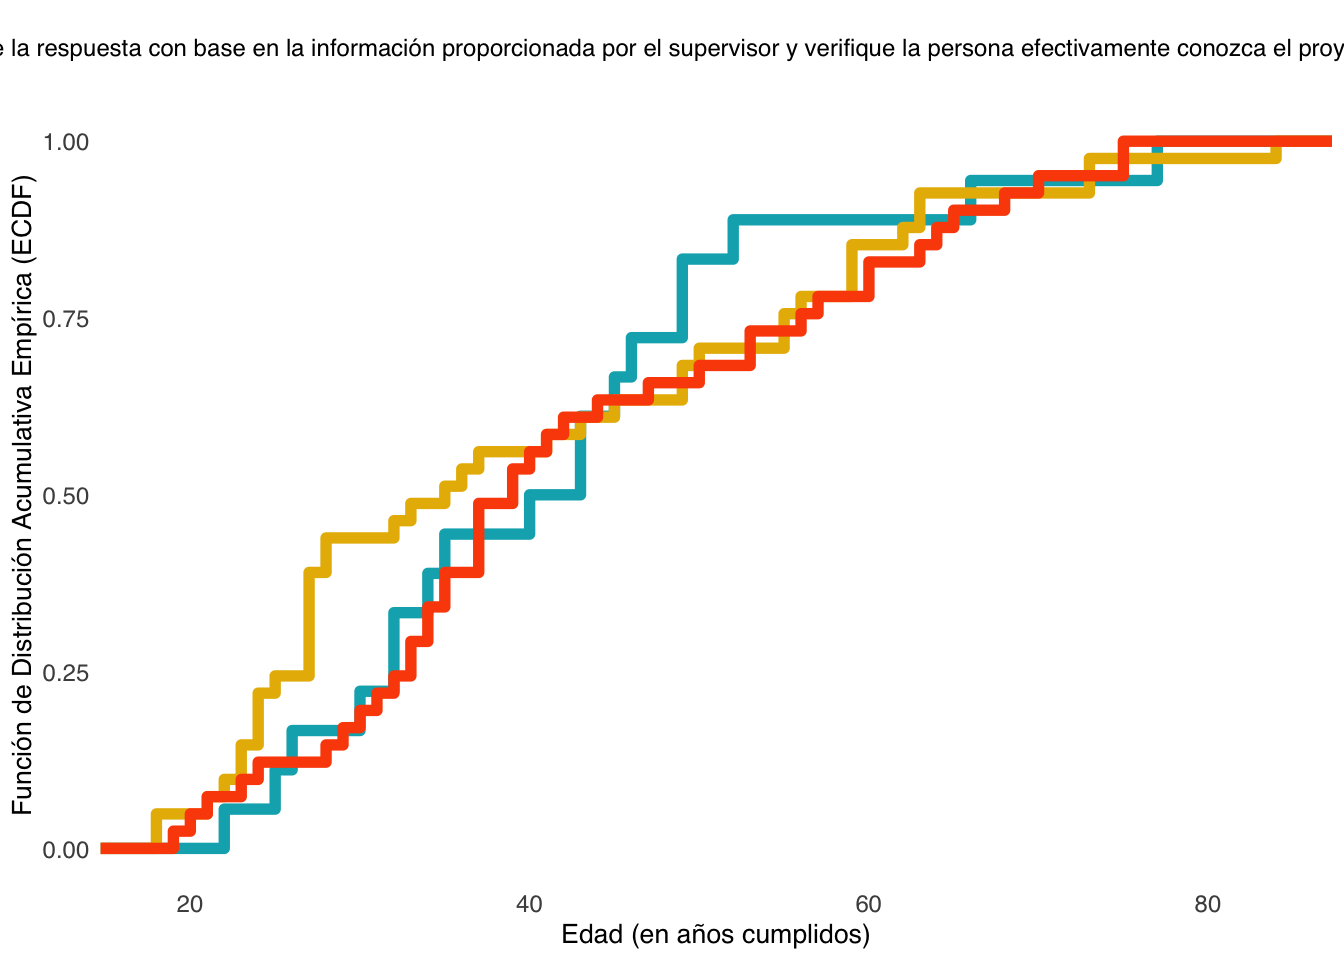 e la respuesta con base en la información proporcionada por el supervisor y verifique la persona efectivamente conozca el proy
1.00
0.75
0.50
0.25
0.00
Función de Distribución Acumulativa Empírica (ECDF)
20 40 60 80
Edad (en años cumplidos)